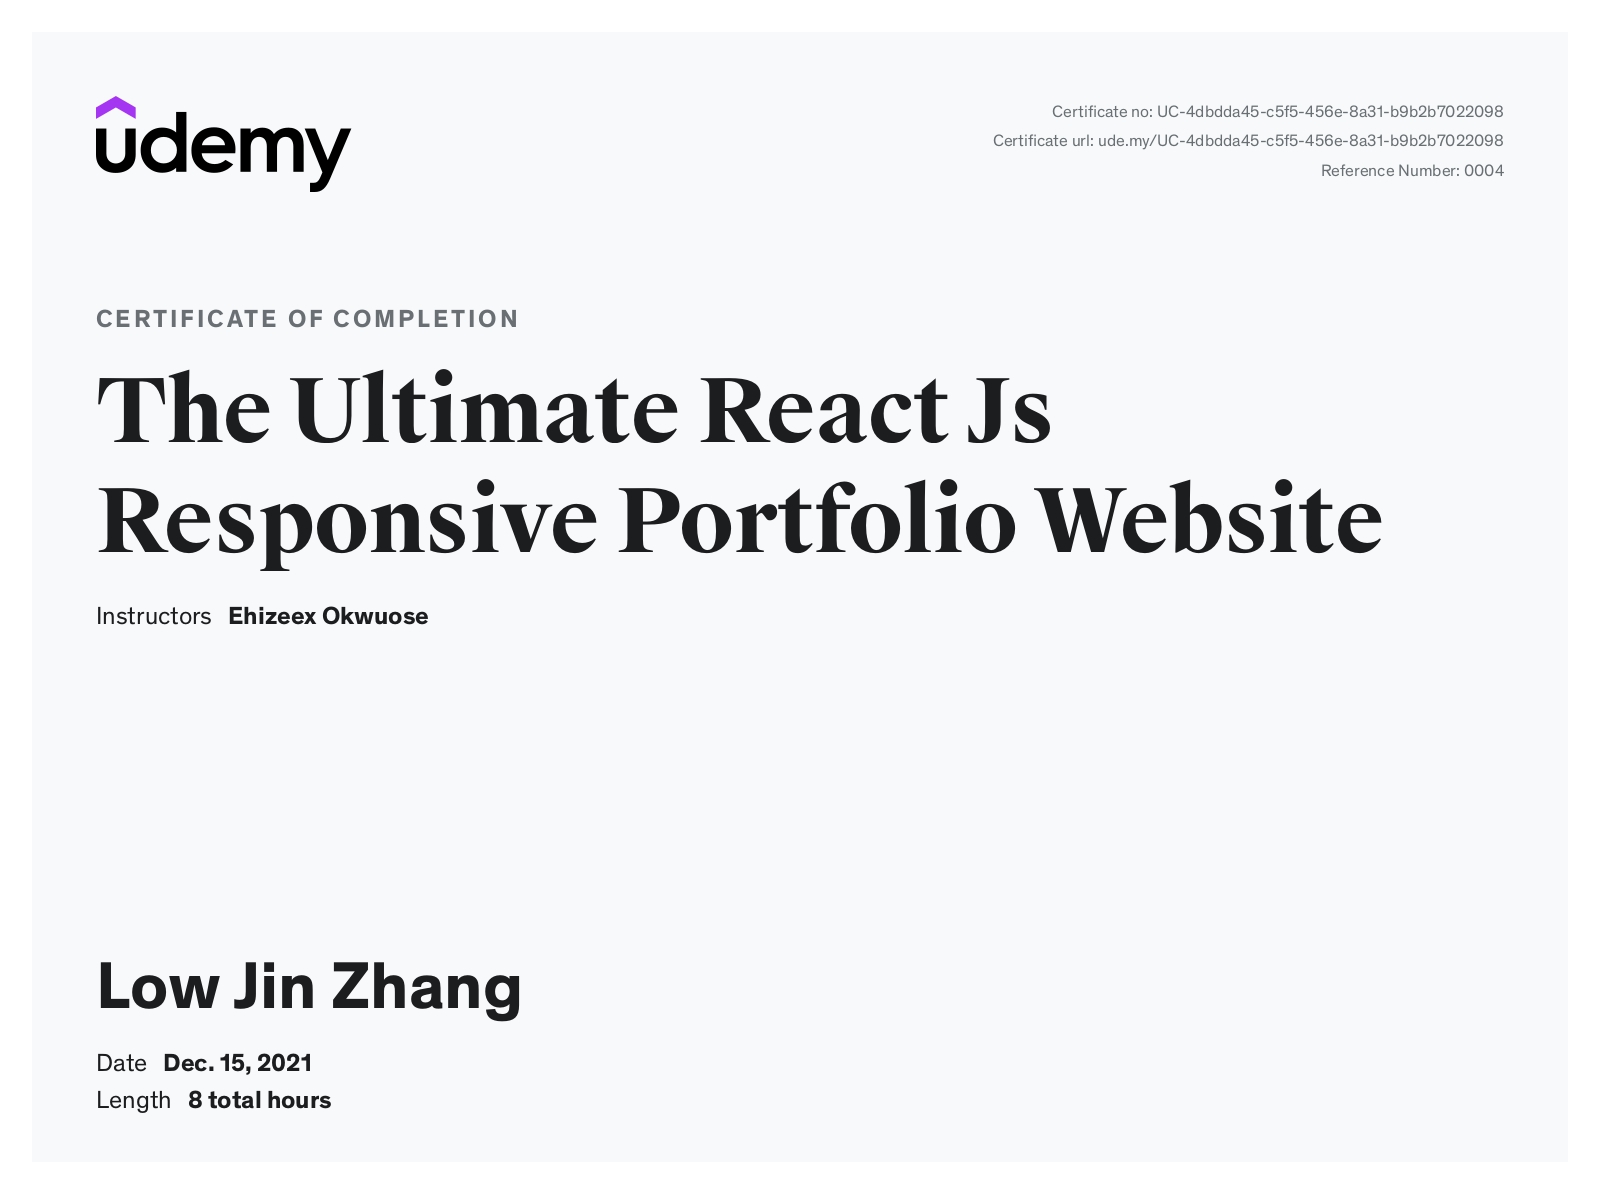 udemy
Certificate no: UC-4dbdda45-c5f5-456e-8a31-b9b2b7022098
Certificate url: ude.my/UC-4dbdda45-c5f5-456e-8a31-b9b2b7022098
Reference Number: 0004
CERTIFICATE OF COMPLETION
The Ultimate React Js
Responsive Portfolio Website
Instructors Ehizeex Okwuose
Low Jin Zhang
Date Dec. 15, 2021
Length 8 total hours